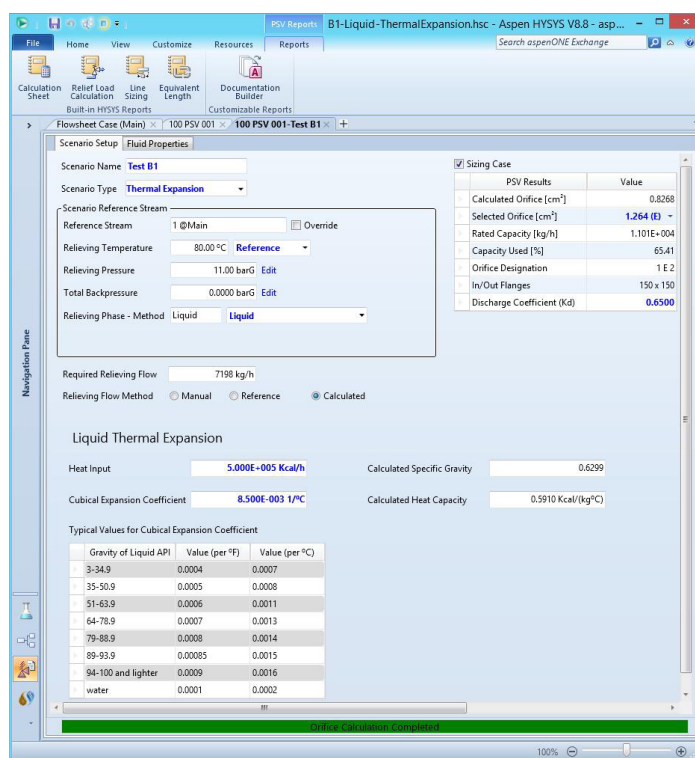 PSV Reports B1-Liquid-ThermalExpansion.hsc - Aspen HYSYS V8.8 - asp...
File Home View Customize Resources Reports Search aspenONE Exchange
Calculation Sheet
Relief Load Calculation
Line Sizing
Equivalent Length
Documentation Builder
Built-in HYSYS Reports Customizable Reports
Flowsheet Case (Main) × 100 PSV 001 × 100 PSV 001-Test B1 × +
Scenario Setup Fluid Properties
Scenario Name Test B1
Scenario Type Thermal Expansion
Scenario Reference Stream
Reference Stream 1 @Main Override
Relieving Temperature 80.00 ºC Reference
Relieving Pressure 11.00 barG Edit
Total Backpressure 0.0000 barG Edit
Relieving Phase - Method Liquid Liquid
Sizing Case
PSV Results Value
Calculated Orifice [cm²] 0.8268
Selected Orifice [cm²] 1.264 (E)
Rated Capacity [kg/h] 1.101E+004
Capacity Used [%] 65.41
Orifice Designation 1 E 2
In/Out Flanges 150 x 150
Discharge Coefficient (Kd) 0.6500
Required Relieving Flow 7198 kg/h
Relieving Flow Method Manual Reference Calculated
Liquid Thermal Expansion
Heat Input 5.000E+005 Kcal/h Calculated Specific Gravity 0.6299
Cubical Expansion Coefficient 8.500E-003 1/ºC Calculated Heat Capacity 0.5910 Kcal/(kgºC)
Typical Values for Cubical Expansion Coefficient
Gravity of Liquid API Value (per ºF) Value (per ºC)
3-34.9 0.0004 0.0007
35-50.9 0.0005 0.0008
51-63.9 0.0006 0.0011
64-78.9 0.0007 0.0013
79-88.9 0.0008 0.0014
89-93.9 0.00085 0.0015
94-100 and lighter 0.0009 0.0016
water 0.0001 0.0002
Orifice Calculation Completed
Navigation Pane
100%